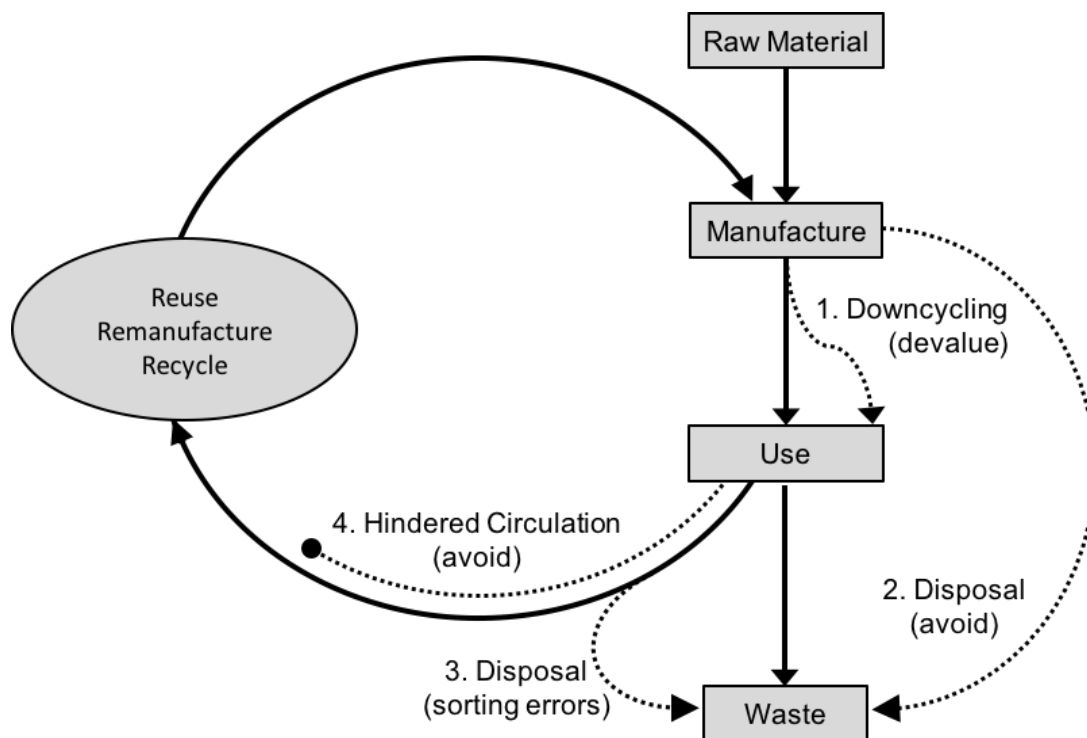 Raw Material
Manufacture
Reuse
Remanufacture
Recycle
1. Downcycling
(devalue)
Use
4. Hindered Circulation
(avoid)
2. Disposal
(avoid)
3. Disposal
(sorting errors)
Waste